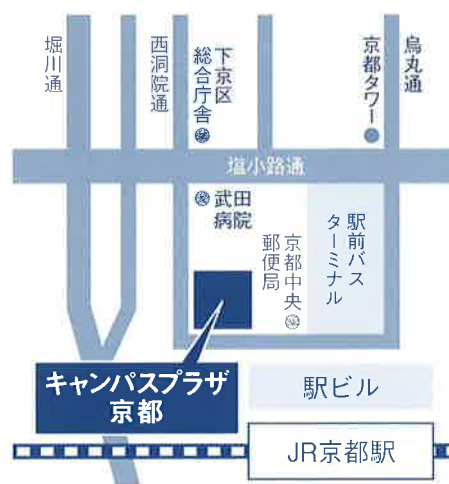 堀川通
西洞院通
下京区
総合庁舎
京都タワー
烏丸通
塩小路通
武田
病院
京都中央
郵便局
駅前バス
ターミナル
キャンパスプラザ
京都
駅ビル
JR京都駅